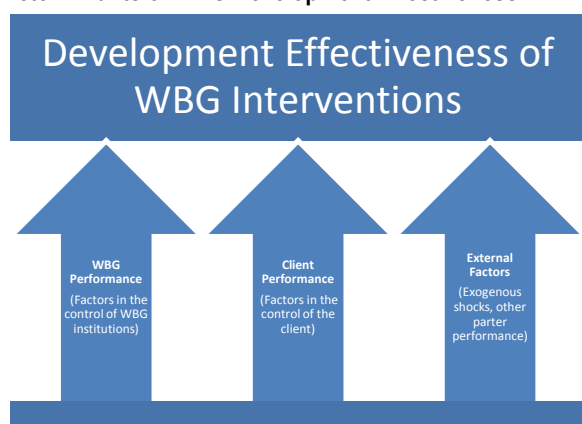 Development Effectiveness of
WBG Interventions
WBG
Performance
(Factors in the
control of WBG
institutions)
Client
Performance
(Factors in the
control of the
client)
External
Factors
(Exogenous
shocks, other
parter
performance)